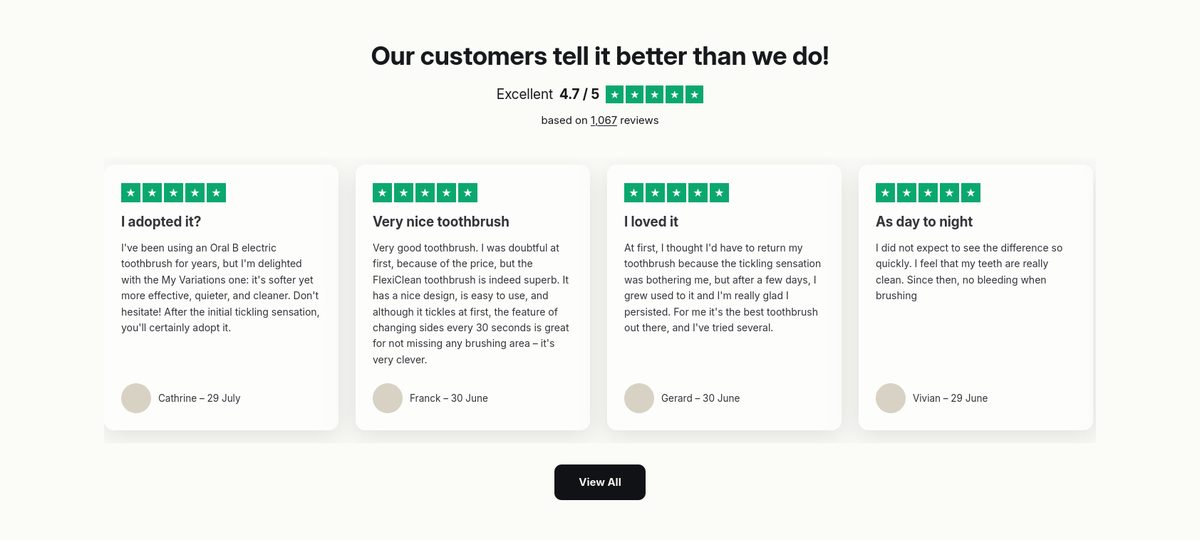 Our customers tell it better than we do!
Excellent 4.7 / 5
based on 1,067 reviews
I adopted it?
I've been using an Oral B electric
toothbrush for years, but I'm delighted
with the My Variations one: it's softer yet
more effective, quieter, and cleaner. Don't
hesitate! After the initial tickling sensation,
you'll certainly adopt it.
Cathrine – 29 July
Very nice toothbrush
Very good toothbrush. I was doubtful at
first, because of the price, but the
FlexiClean toothbrush is indeed superb. It
has a nice design, is easy to use, and
although it tickles at first, the feature of
changing sides every 30 seconds is great
for not missing any brushing area – it's
very clever.
Franck – 30 June
I loved it
At first, I thought I'd have to return my
toothbrush because the tickling sensation
was bothering me, but after a few days, I
grew used to it and I'm really glad I
persisted. For me it's the best toothbrush
out there, and I've tried several.
Gerard – 30 June
As day to night
I did not expect to see the difference so
quickly. I feel that my teeth are really
clean. Since then, no bleeding when
brushing
Vivian – 29 June
View All